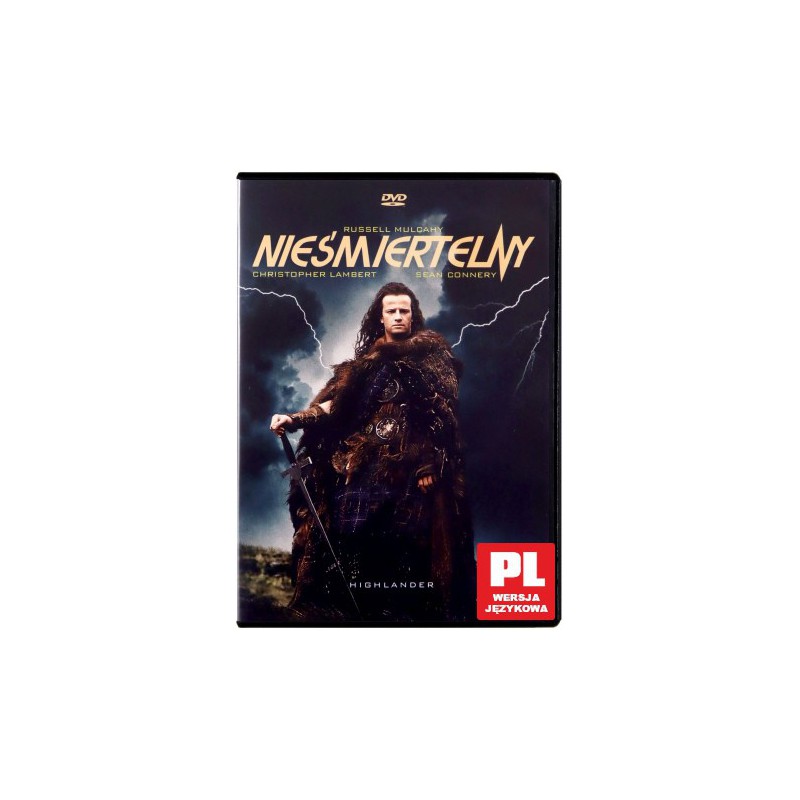 DVD
RUSSELL MULCAHY
NIEŚMIERTELNY
CHRISTOPHER LAMBERT SEAN CONNERY
HIGHLANDER
PL
WERSJA
JĘZYKOWA